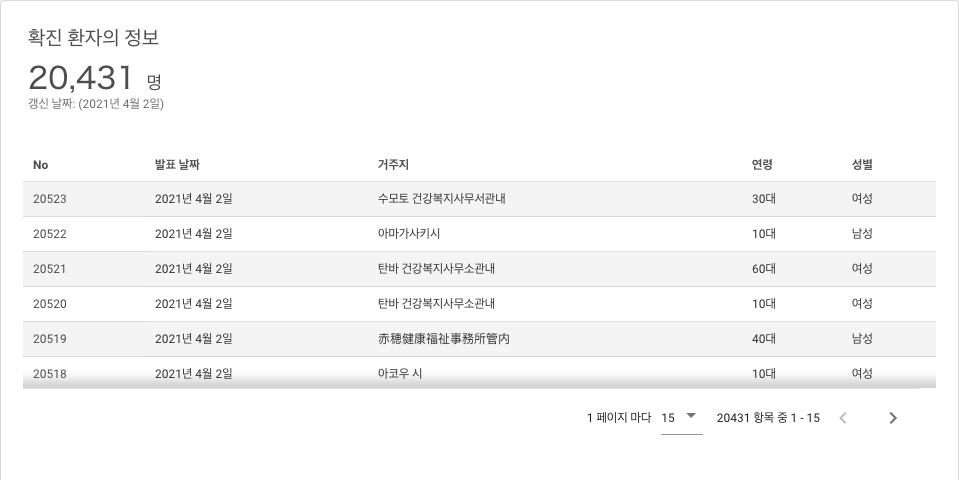 확진 환자의 정보
20,431 명
갱신 날짜: (2021년 4월 2일)
No 발표 날짜 거주지 연령 성별
20523 2021년 4월 2일 수모토 건강복지사무서관내 30대 여성
20522 2021년 4월 2일 아마가사키시 10대 남성
20521 2021년 4월 2일 탄바 건강복지사무소관내 60대 여성
20520 2021년 4월 2일 탄바 건강복지사무소관내 10대 여성
20519 2021년 4월 2일 赤穂健康福祉事務所管内 40대 남성
20518 2021년 4월 2일 아코우 시 10대 여성
1 페이지 마다 15 20431 항목 중 1 - 15